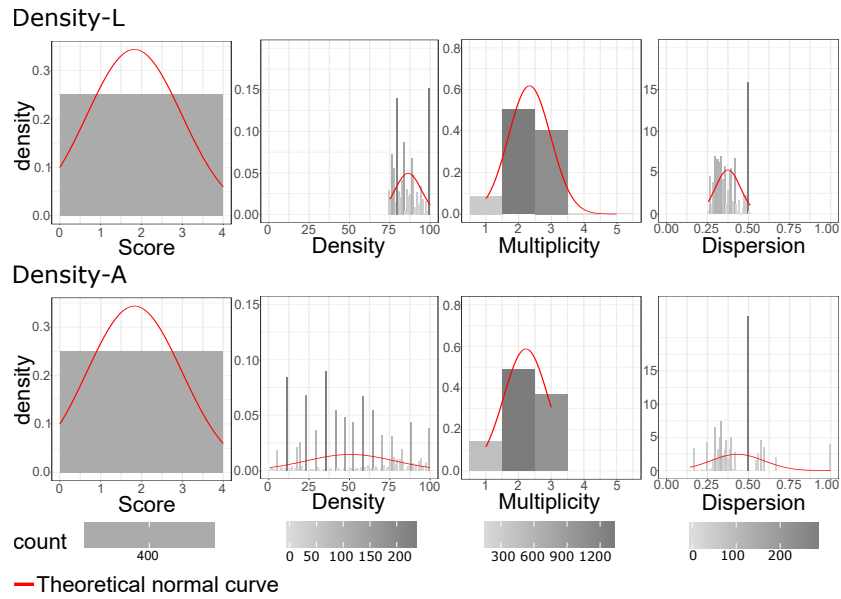 Density-L
density
0.3
0.2
0.1
0.0
0 1 2 3 4
Score
0.15
0.10
0.05
0.00
0 25 50 75 100
Density
0.8
0.6
0.4
0.2
0.0
1 2 3 4 5
Multiplicity
15
10
5
0
0.00 0.25 0.50 0.75 1.00
Dispersion
Density-A
density
0.3
0.2
0.1
0.0
0 1 2 3 4
Score
0.15
0.10
0.05
0.00
0 25 50 75 100
Density
0.8
0.6
0.4
0.2
0.0
1 2 3 4 5
Multiplicity
15
10
5
0
0.00 0.25 0.50 0.75 1.00
Dispersion
count
400
0 50 100 150 200
300 600 900 1200
0 100 200
Theoretical normal curve